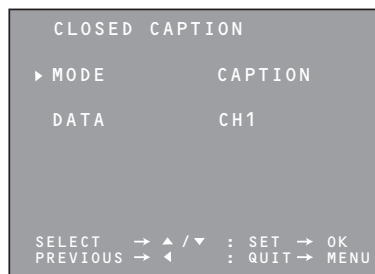 CLOSED CAPTION
▶ MODE CAPTION
DATA CH1
SELECT → ▲ / ▼ : SET → OK
PREVIOUS → ◀ : QUIT → MENU